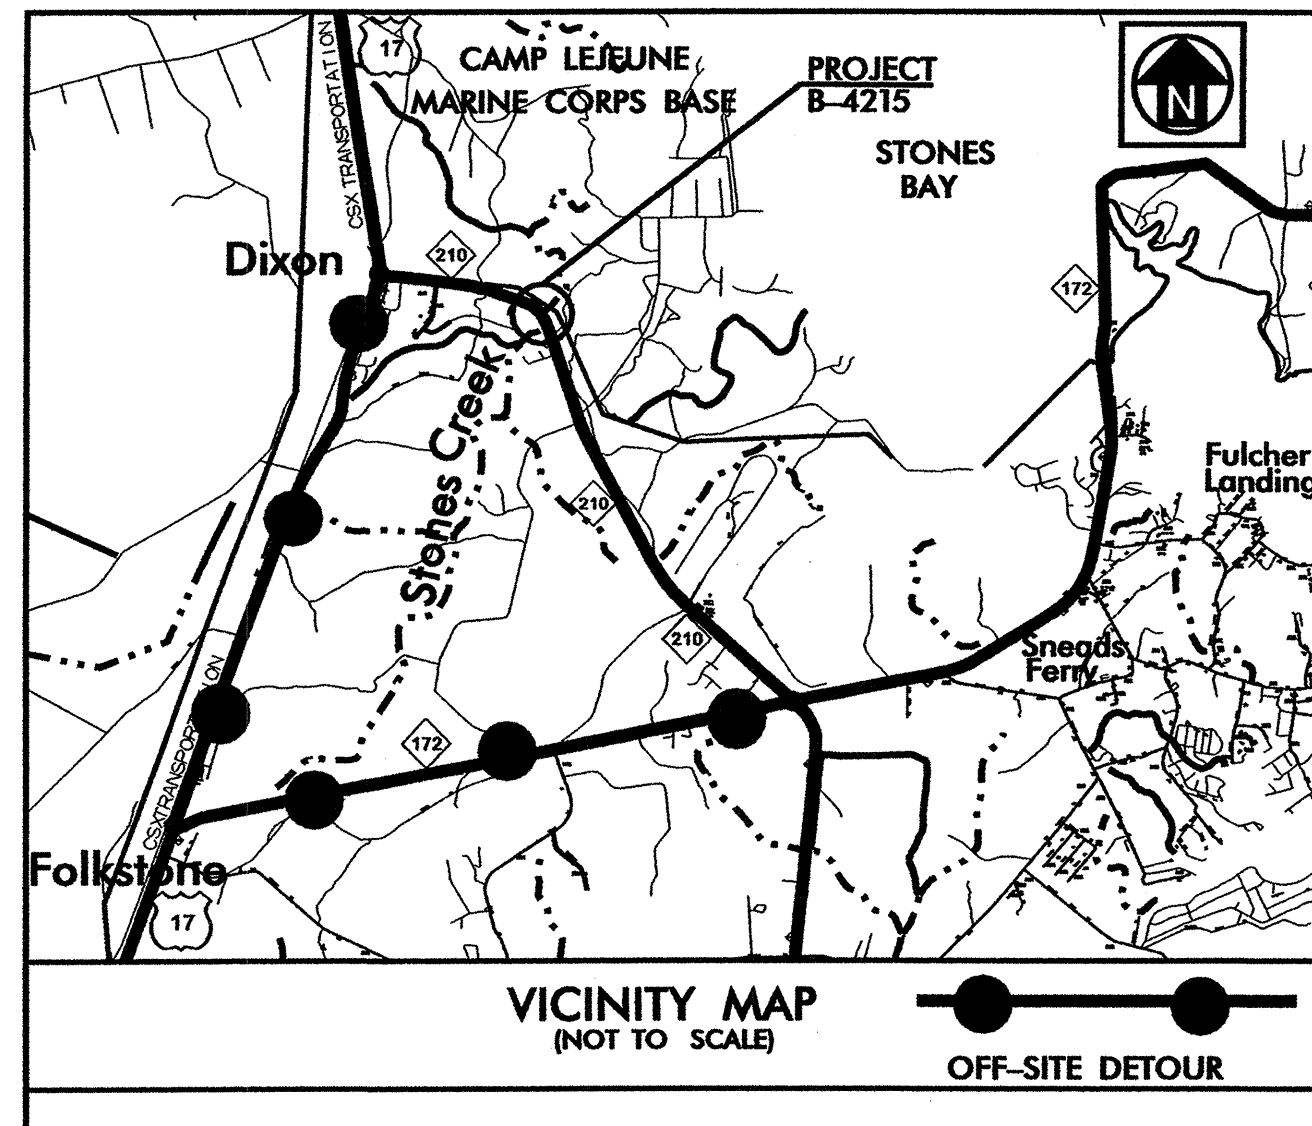 17
CAMP LEJEUNE
MARINE CORPS BASE
PROJECT
B-4215
N
STONES
BAY
CSX TRANSPORTATION
Dixon
210
172
Stones Creek
Fulcher
Landing
210
210
Sneads
Ferry
172
CSX TRANSPORTATION
Folkstone
17
VICINITY MAP
(NOT TO SCALE)
OFF-SITE DETOUR